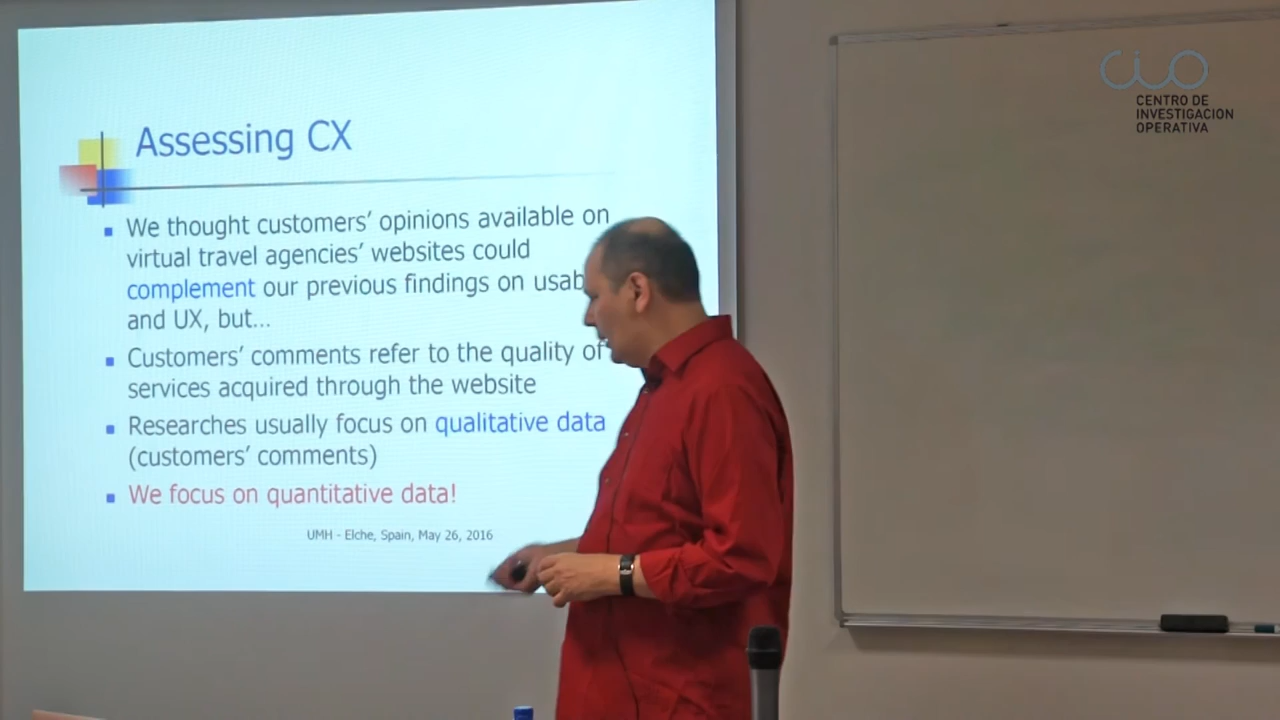 Assessing CX
We thought customers' opinions available on
virtual travel agencies' websites could
complement our previous findings on
and UX, but...
Customers' comments refer to the quality of
services acquired through the website
Researches usually focus on qualitative data
(customers' comments)
We focus on quantitative data!
UMH - Elche, Spain, May 26, 2016
CIO
CENTRO DE
INVESTIGACION
OPERATIVA